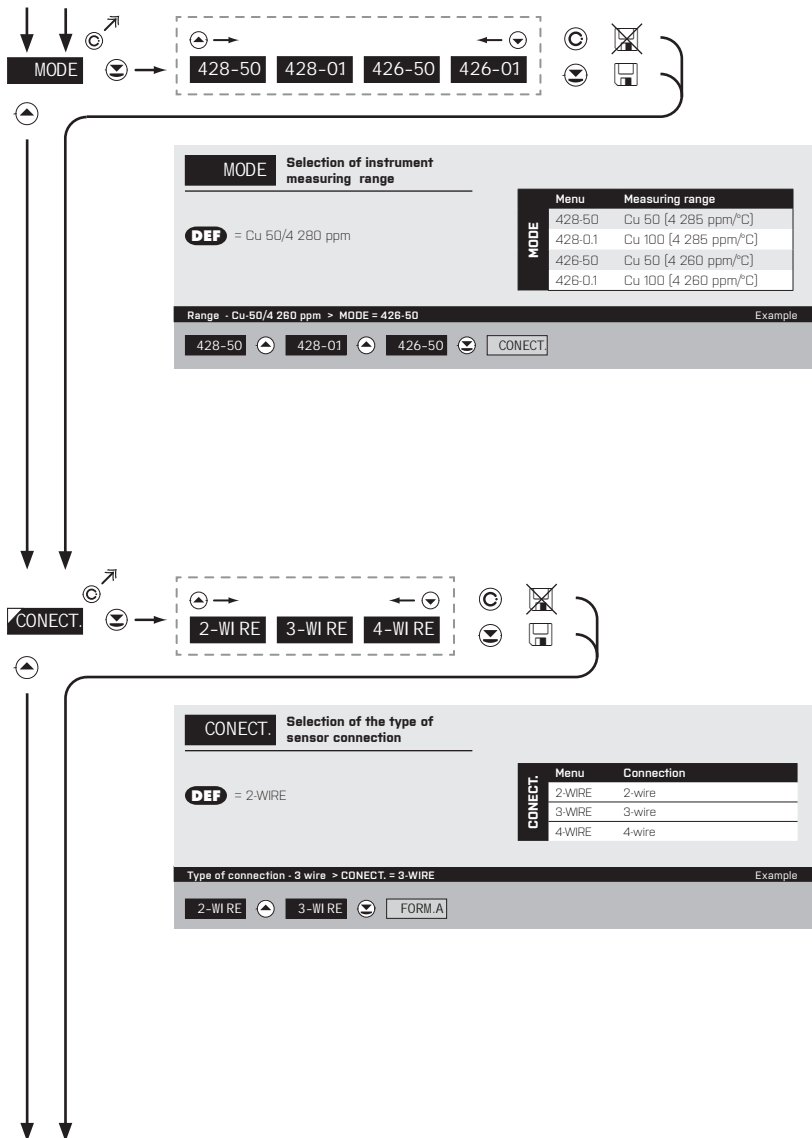 MODE
428-50 428-01 426-50 426-01
MODE Selection of instrument
measuring range
DEF = Cu 50/4 280 ppm
MODE
Menu Measuring range
428-50 Cu 50 (4 285 ppm/°C)
428-0.1 Cu 100 (4 285 ppm/°C)
426-50 Cu 50 (4 260 ppm/°C)
426-0.1 Cu 100 (4 260 ppm/°C)
Range - Cu-50/4 260 ppm > MODE = 426-50 Example
428-50 428-01 426-50 CONECT.
CONECT.
2-WIRE 3-WIRE 4-WIRE
CONECT. Selection of the type of
sensor connection
DEF = 2-WIRE
CONECT.
Menu Connection
2-WIRE 2-wire
3-WIRE 3-wire
4-WIRE 4-wire
Type of connection - 3 wire > CONECT. = 3-WIRE Example
2-WIRE 3-WIRE FORM.A